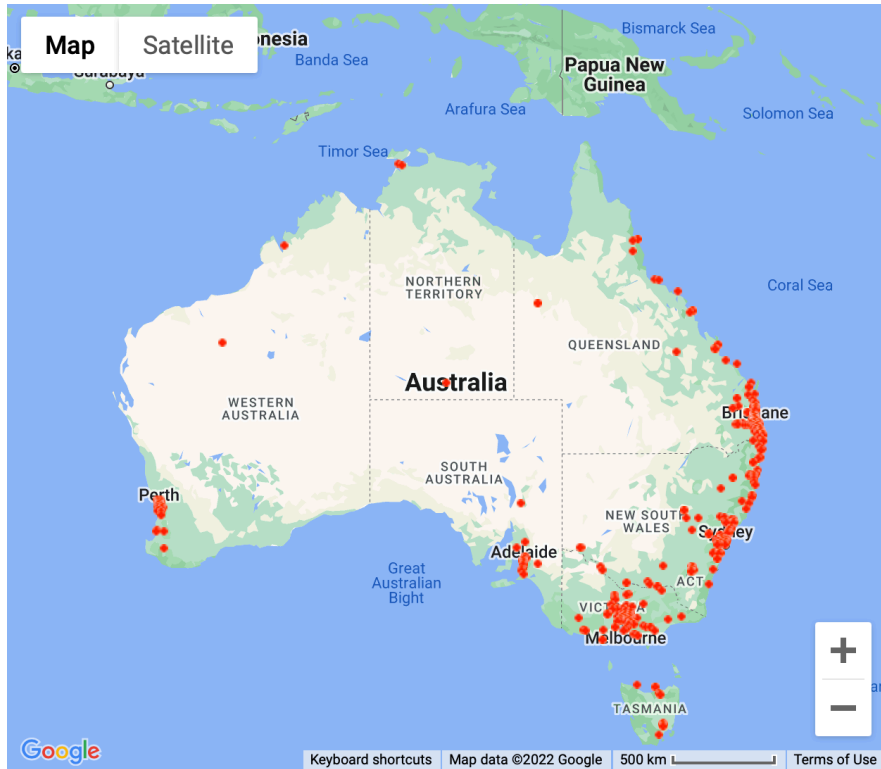 Map
Satellite
Bismarck Sea
Banda Sea
Papua New
Guinea
Arafura Sea
Solomon Sea
Timor Sea
Coral Sea
NORTHERN
TERRITORY
QUEENSLAND
Australia
WESTERN
AUSTRALIA
Brisbane
SOUTH
AUSTRALIA
Perth
NEW SOUTH
WALES
Sydney
Adelaide
Great
Australian
Bight
ACT
VICTORIA
Melbourne
TASMANIA
Google
Keyboard shortcuts
Map data ©2022 Google
500 km
Terms of Use